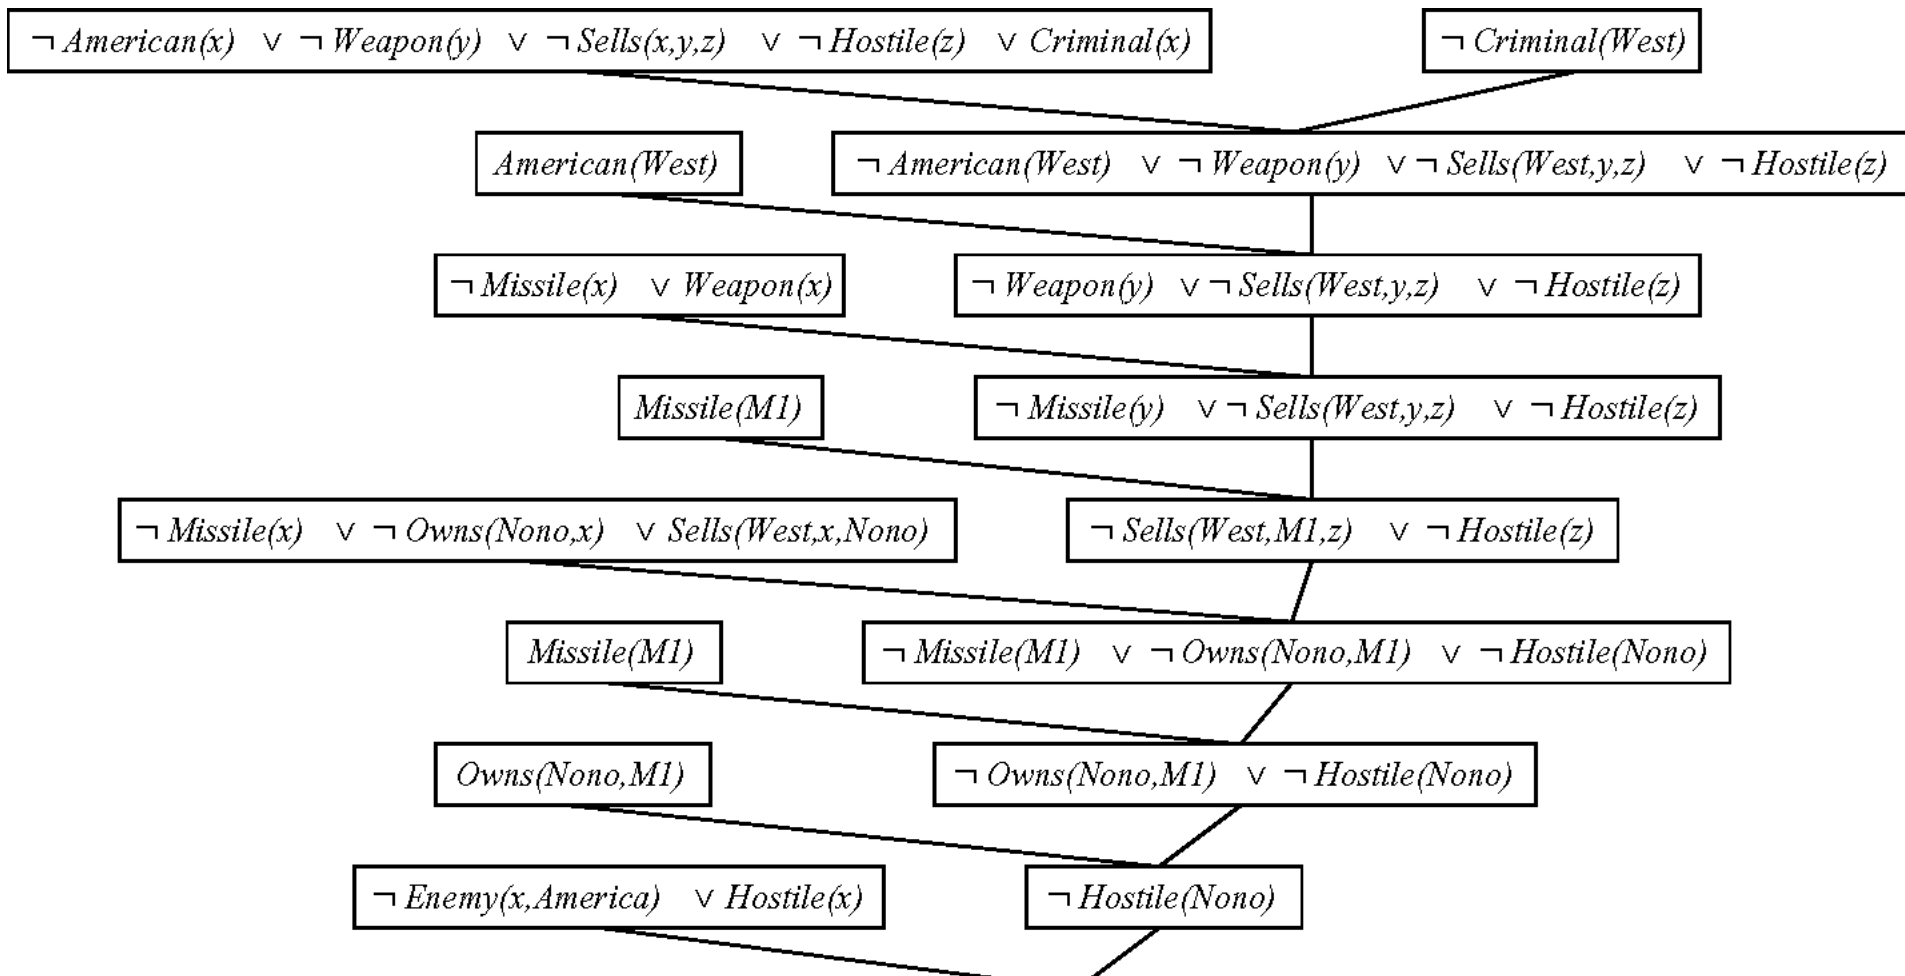 ¬ American(x) ∨ ¬ Weapon(y) ∨ ¬ Sells(x,y,z) ∨ ¬ Hostile(z) ∨ Criminal(x)
¬ Criminal(West)
American(West)
¬ American(West) ∨ ¬ Weapon(y) ∨ ¬ Sells(West,y,z) ∨ ¬ Hostile(z)
¬ Missile(x) ∨ Weapon(x)
¬ Weapon(y) ∨ ¬ Sells(West,y,z) ∨ ¬ Hostile(z)
Missile(M1)
¬ Missile(y) ∨ ¬ Sells(West,y,z) ∨ ¬ Hostile(z)
¬ Missile(x) ∨ ¬ Owns(Nono,x) ∨ Sells(West,x,Nono)
¬ Sells(West,M1,z) ∨ ¬ Hostile(z)
Missile(M1)
¬ Missile(M1) ∨ ¬ Owns(Nono,M1) ∨ ¬ Hostile(Nono)
Owns(Nono,M1)
¬ Owns(Nono,M1) ∨ ¬ Hostile(Nono)
¬ Enemy(x,America) ∨ Hostile(x)
¬ Hostile(Nono)